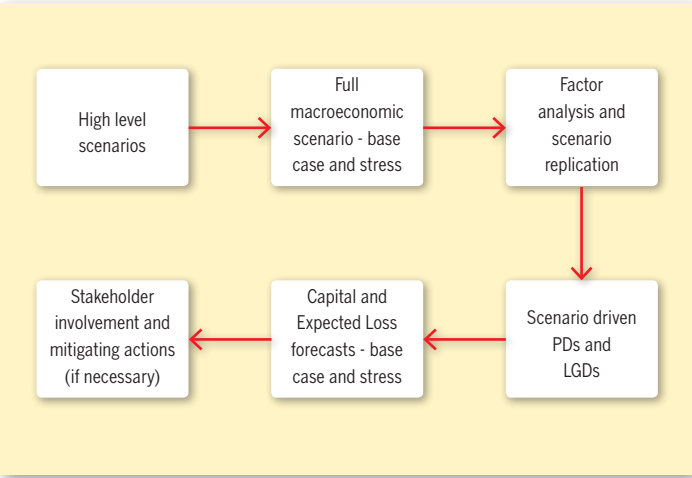 High level
scenarios
Full
macroeconomic
scenario - base
case and stress
Factor
analysis and
scenario
replication
Scenario driven
PDs and
LGDs
Capital and
Expected Loss
forecasts - base
case and stress
Stakeholder
involvement and
mitigating actions
(if necessary)